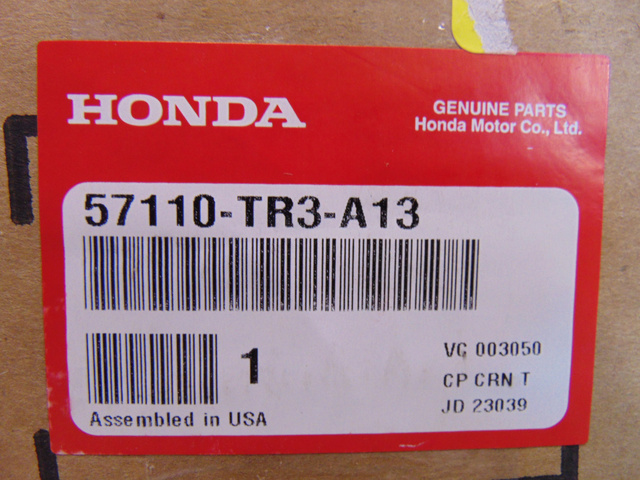 HONDA
GENUINE PARTS
Honda Motor Co., Ltd.
57110-TR3-A13
1
VC 003050
CP CRN T
JD 23039
Assembled in USA